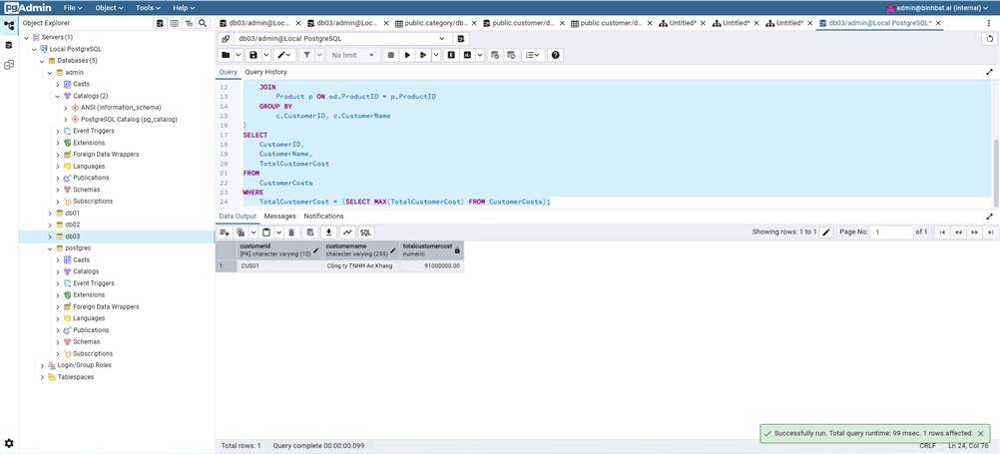 pgAdmin File Object Tools Help admin@binhbat.ai (internal)
Object Explorer
db03/admin@Loc... db03/admin@Loc... public.category/db... public.customer/d... public.customer/d... Untitled* Untitled* Untitled* db03/admin@Local PostgreSQL*
Servers (1)
Local PostgreSQL
Databases (5)
admin
Casts
Catalogs (2)
ANSI (information_schema)
PostgreSQL Catalog (pg_catalog)
Event Triggers
Extensions
Foreign Data Wrappers
Languages
Publications
Schemas
Subscriptions
db01
db02
db03
postgres
Casts
Catalogs
Event Triggers
Extensions
Foreign Data Wrappers
Languages
Publications
Schemas
Subscriptions
Login/Group Roles
Tablespaces
db03/admin@Local PostgreSQL
No limit
Query Query History
12 JOIN
13 Product p ON od.ProductID = p.ProductID
14 GROUP BY
15 c.CustomerID, c.CustomerName
16 )
17 SELECT
18 CustomerID,
19 CustomerName,
20 TotalCustomerCost
21 FROM
22 CustomerCosts
23 WHERE
24 TotalCustomerCost = (SELECT MAX(TotalCustomerCost) FROM CustomerCosts);
Data Output Messages Notifications
SQL Showing rows: 1 to 1 Page No: 1 of 1
customerid customername totalcustomercost
[PK] character varying (10) character varying (255) numeric
1 CUS01 Công ty TNHH An Khang 91000000.00
Successfully run. Total query runtime: 99 msec. 1 rows affected.
Total rows: 1 Query complete 00:00:00.099 CRLF Ln 24, Col 76